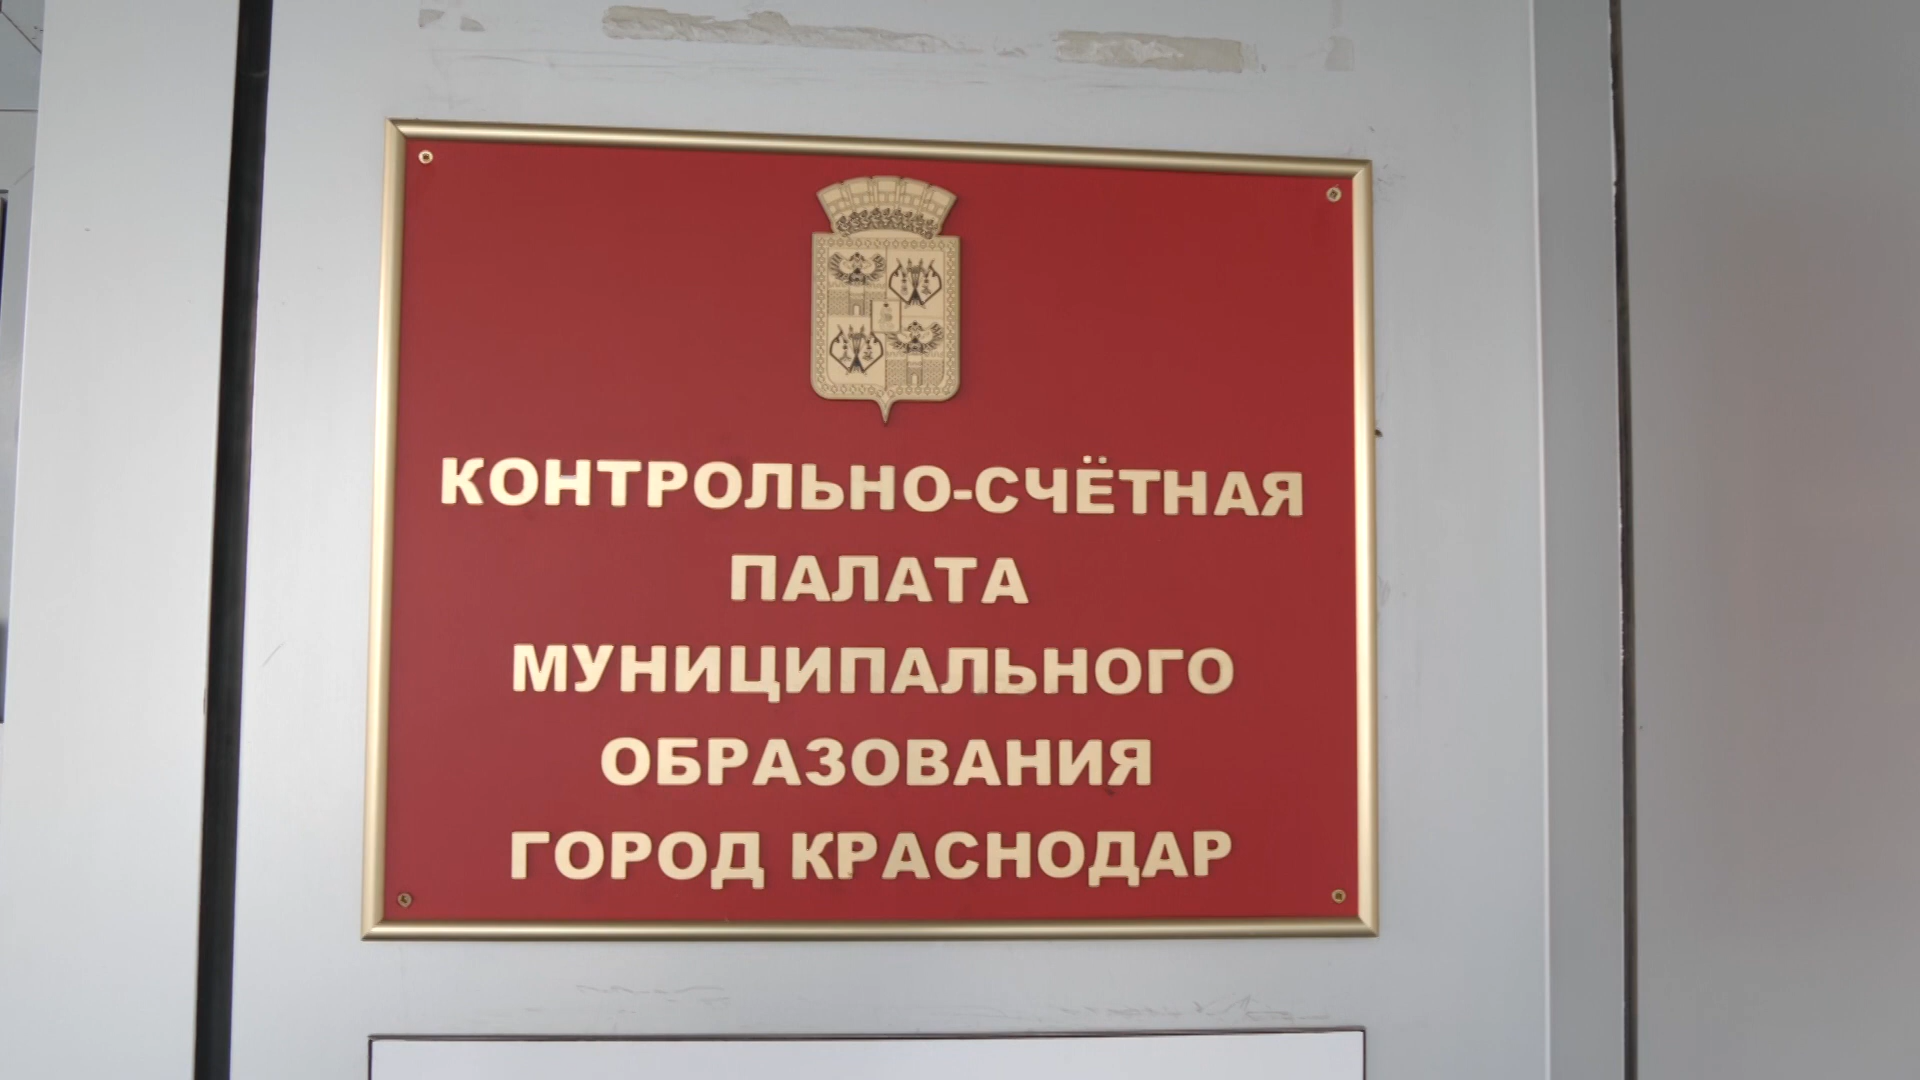 КОНТРОЛЬНО-СЧЁТНАЯ
ПАЛАТА
МУНИЦИПАЛЬНОГО
ОБРАЗОВАНИЯ
ГОРОД КРАСНОДАР